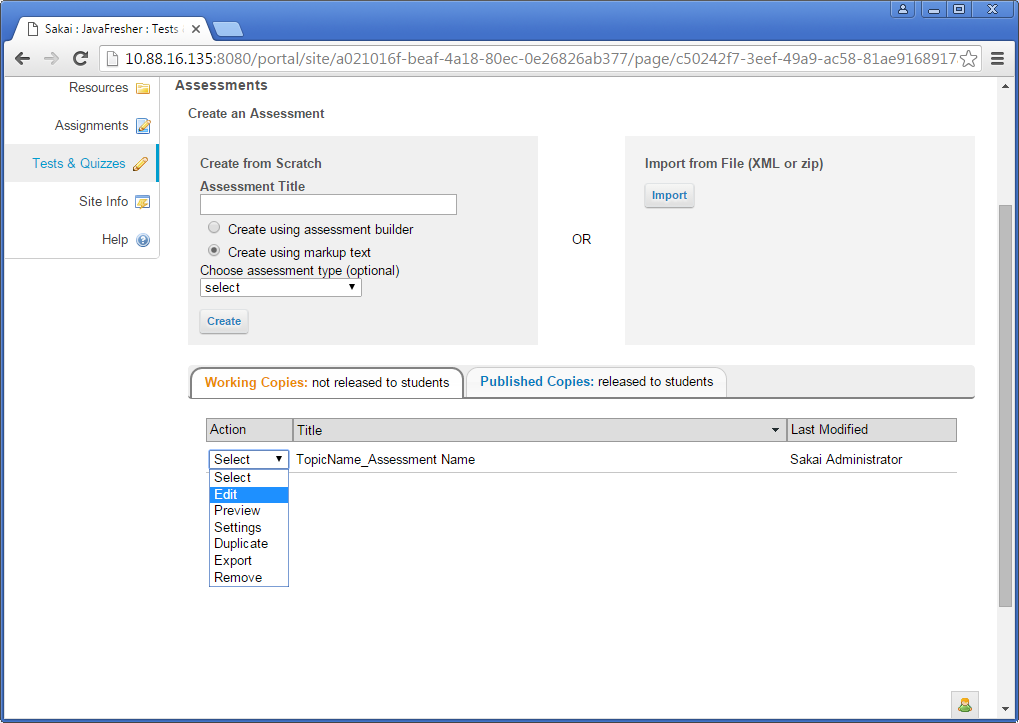 Sakai : JavaFresher : Tests
10.88.16.135:8080/portal/site/a021016f-beaf-4a18-80ec-0e26826ab377/page/c50242f7-3eef-49a9-ac58-81ae9168917
Resources
Assignments
Tests & Quizzes
Site Info
Help
Assessments
Create an Assessment
Create from Scratch
Assessment Title
Create using assessment builder
Create using markup text
Choose assessment type (optional)
select
Create
OR
Import from File (XML or zip)
Import
Working Copies: not released to students
Published Copies: released to students
Action Title Last Modified
Select TopicName_Assessment Name Sakai Administrator
Select
Edit
Preview
Settings
Duplicate
Export
Remove